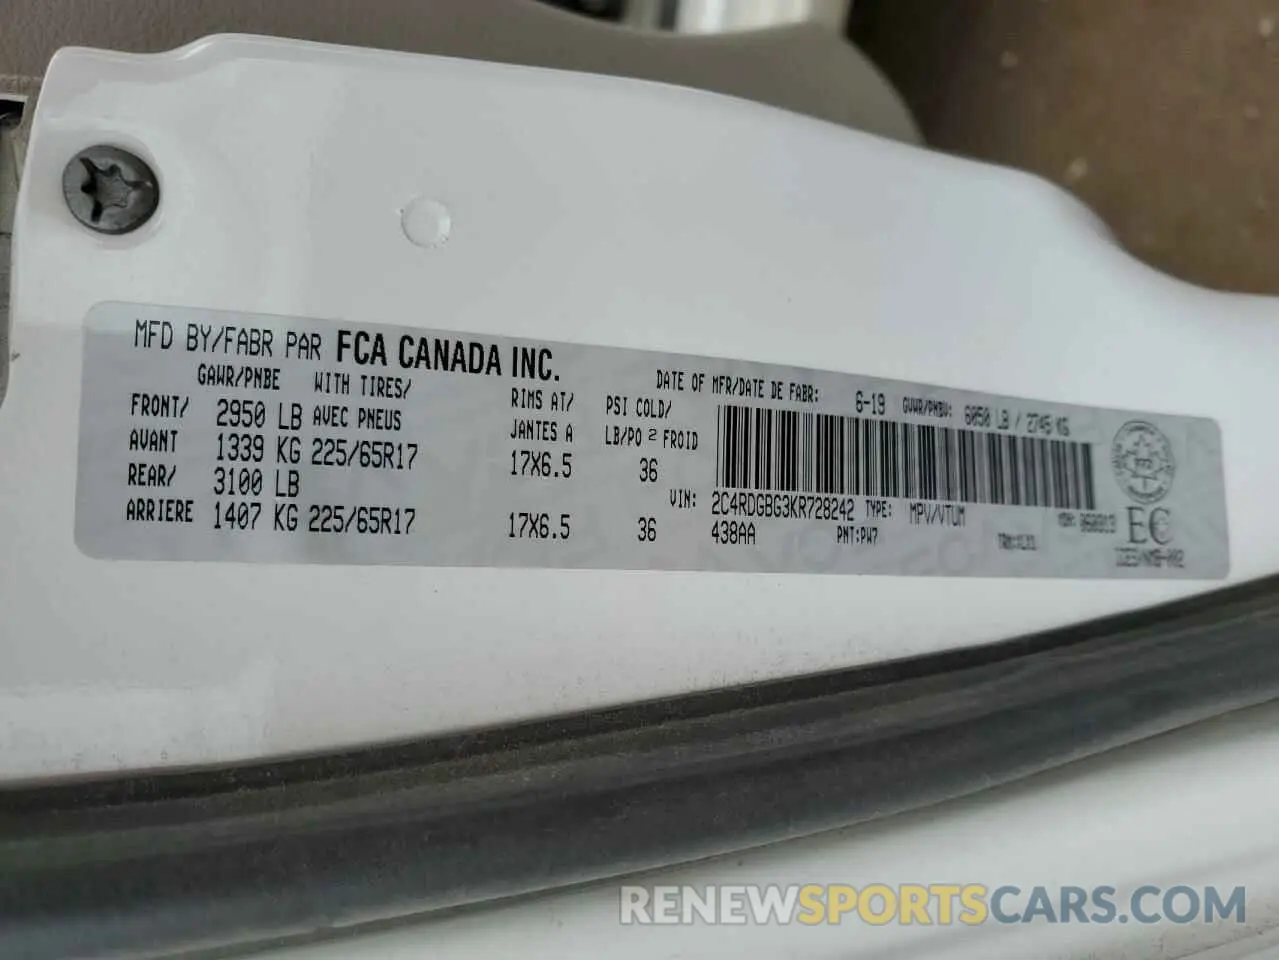 MFD BY/FABR PAR FCA CANADA INC.
DATE OF MFR/DATE DE FABR: 6-19 GVWR/PNBV: 6050 LB / 2745 KG
GAWR/PNBE WITH TIRES/ RIMS AT/ PSI COLD/
FRONT/ 2950 LB AVEC PNEUS JANTES A LB/PO 2 FROID
AVANT 1339 KG 225/65R17 17X6.5 36
REAR/ 3100 LB
ARRIERE 1407 KG 225/65R17 17X6.5 36
VIN: 2C4RDGBG3KR728242 TYPE: MPV/VTUM
438AA PNT:PW7
EC
RENEWSPORTSCARS.COM